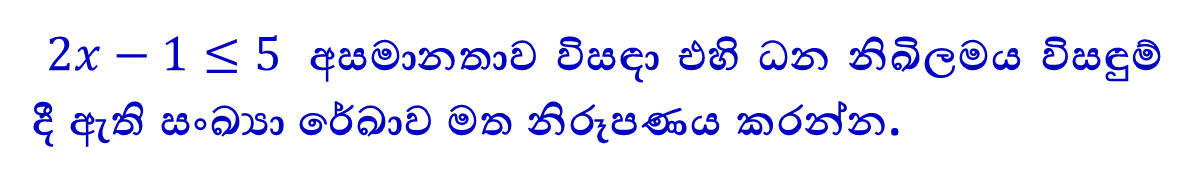 2x − 1 ≤ 5 අසමානතාව විසඳා එහි ධන නිඛිලමය විසඳුම්
දී ඇති සංඛ්‍යා රේඛාව මත නිරූපණය කරන්න.